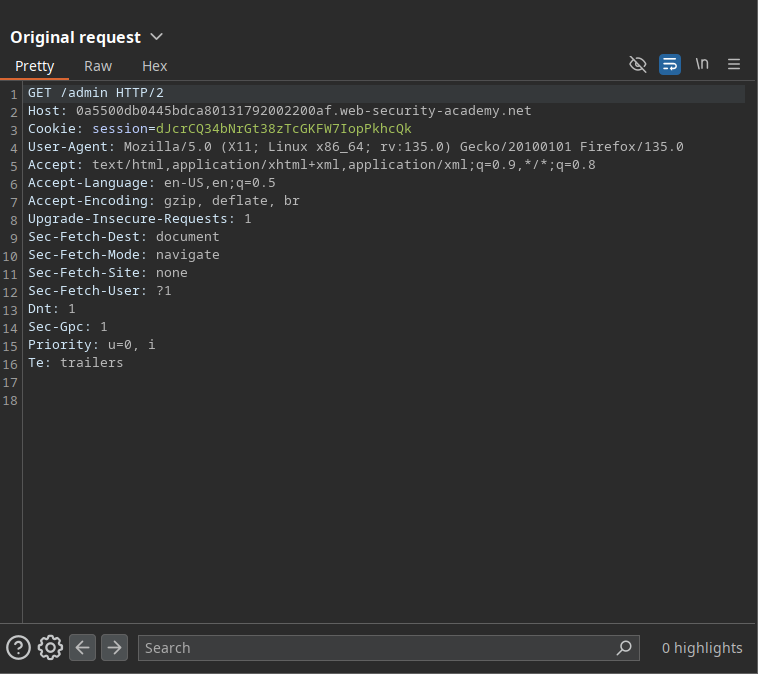 Original request
Pretty Raw Hex \n
1 GET /admin HTTP/2
2 Host: 0a5500db0445bdca80131792002200af.web-security-academy.net
3 Cookie: session=dJcrCQ34bNrGt38zTcGKFW7IopPkhcQk
4 User-Agent: Mozilla/5.0 (X11; Linux x86_64; rv:135.0) Gecko/20100101 Firefox/135.0
5 Accept: text/html,application/xhtml+xml,application/xml;q=0.9,*/*;q=0.8
6 Accept-Language: en-US,en;q=0.5
7 Accept-Encoding: gzip, deflate, br
8 Upgrade-Insecure-Requests: 1
9 Sec-Fetch-Dest: document
10 Sec-Fetch-Mode: navigate
11 Sec-Fetch-Site: none
12 Sec-Fetch-User: ?1
13 Dnt: 1
14 Sec-Gpc: 1
15 Priority: u=0, i
16 Te: trailers
17
18
Search 0 highlights